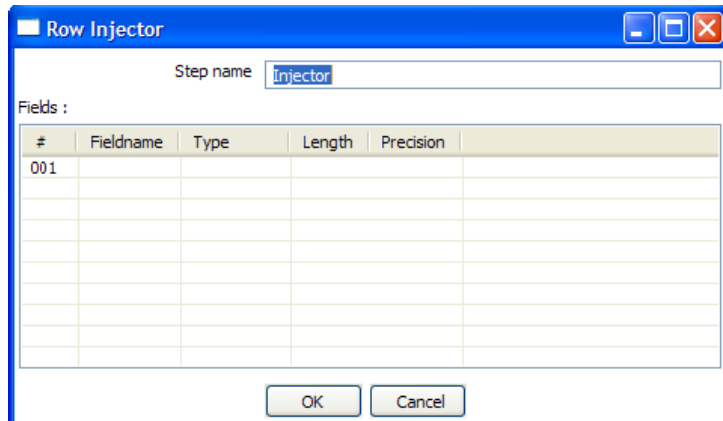 Row Injector
Step name Injector
Fields :
# Fieldname Type Length Precision
001
OK Cancel